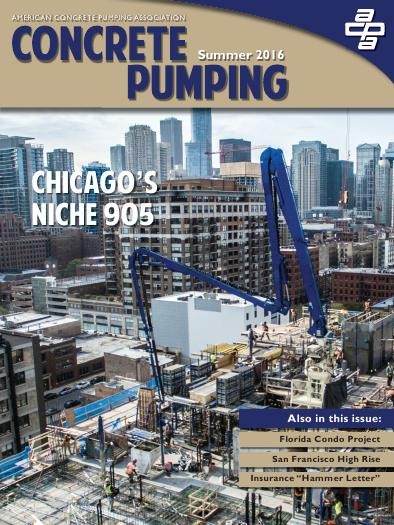 AMERICAN CONCRETE PUMPING ASSOCIATION
acpa
CONCRETE
Summer 2016
PUMPING
CHICAGO'S
NICHE 905
Also in this issue:
Florida Condo Project
San Francisco High Rise
Insurance "Hammer Letter"